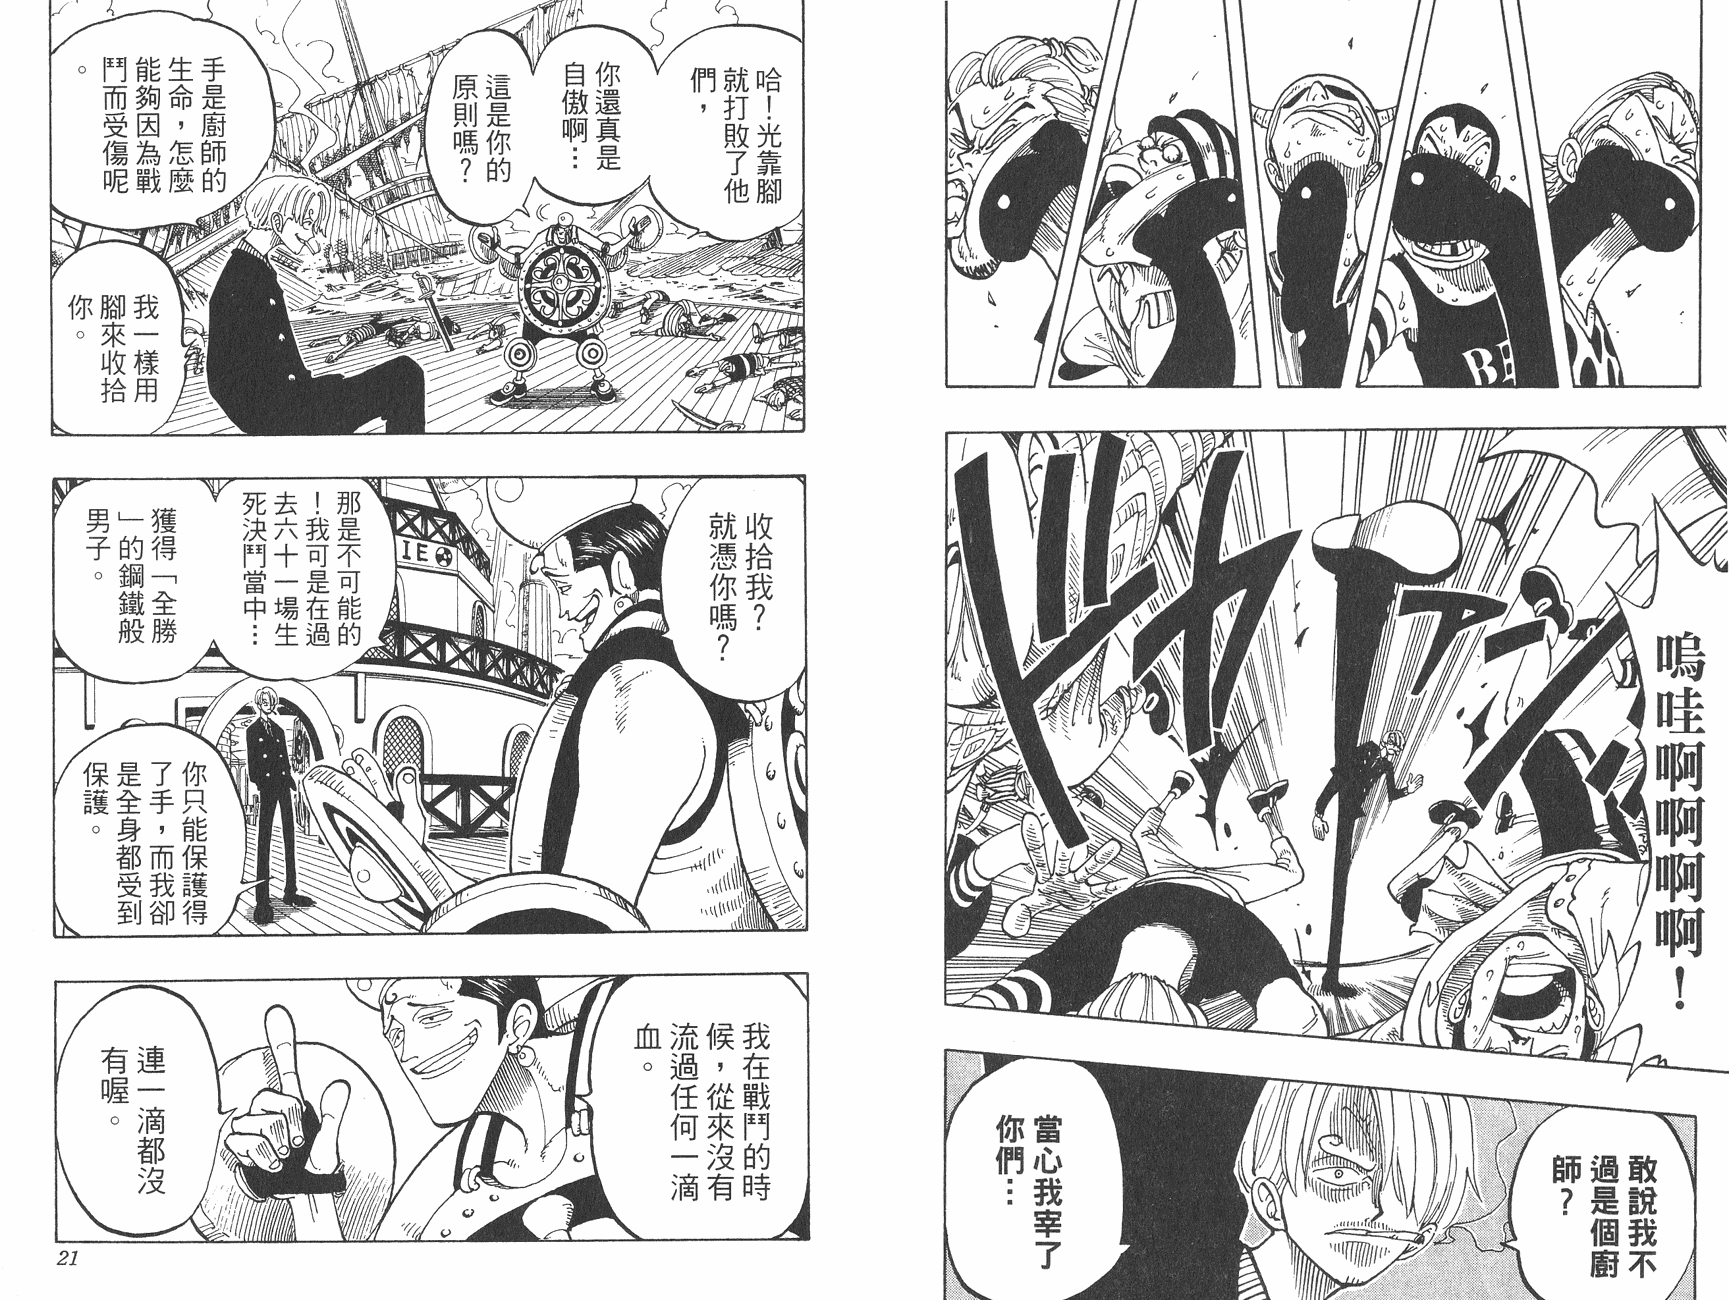 BE
ドカァン
嗚哇啊啊啊啊啊！
敢說我不
過是個廚
師？
當心我宰了
你們…
哈！光靠腳
就打敗了他
們，
你還真是
自傲啊…
這是你的
原則嗎？
手是廚師的
生命，怎麼
能夠因為戰
鬥而受傷呢
。
我一樣用
腳來收拾
你。
收拾我？
就憑你嗎？
那是不可能的
！我可是在過
去六十一場生
死決鬥當中…
獲得「全勝
」的鋼鐵般
男子。
IE
你只能保護得
了手，而我卻
是全身都受到
保護。
我在戰鬥的時
候，從來沒有
流過任何一滴
血。
連一滴都沒
有喔。
21